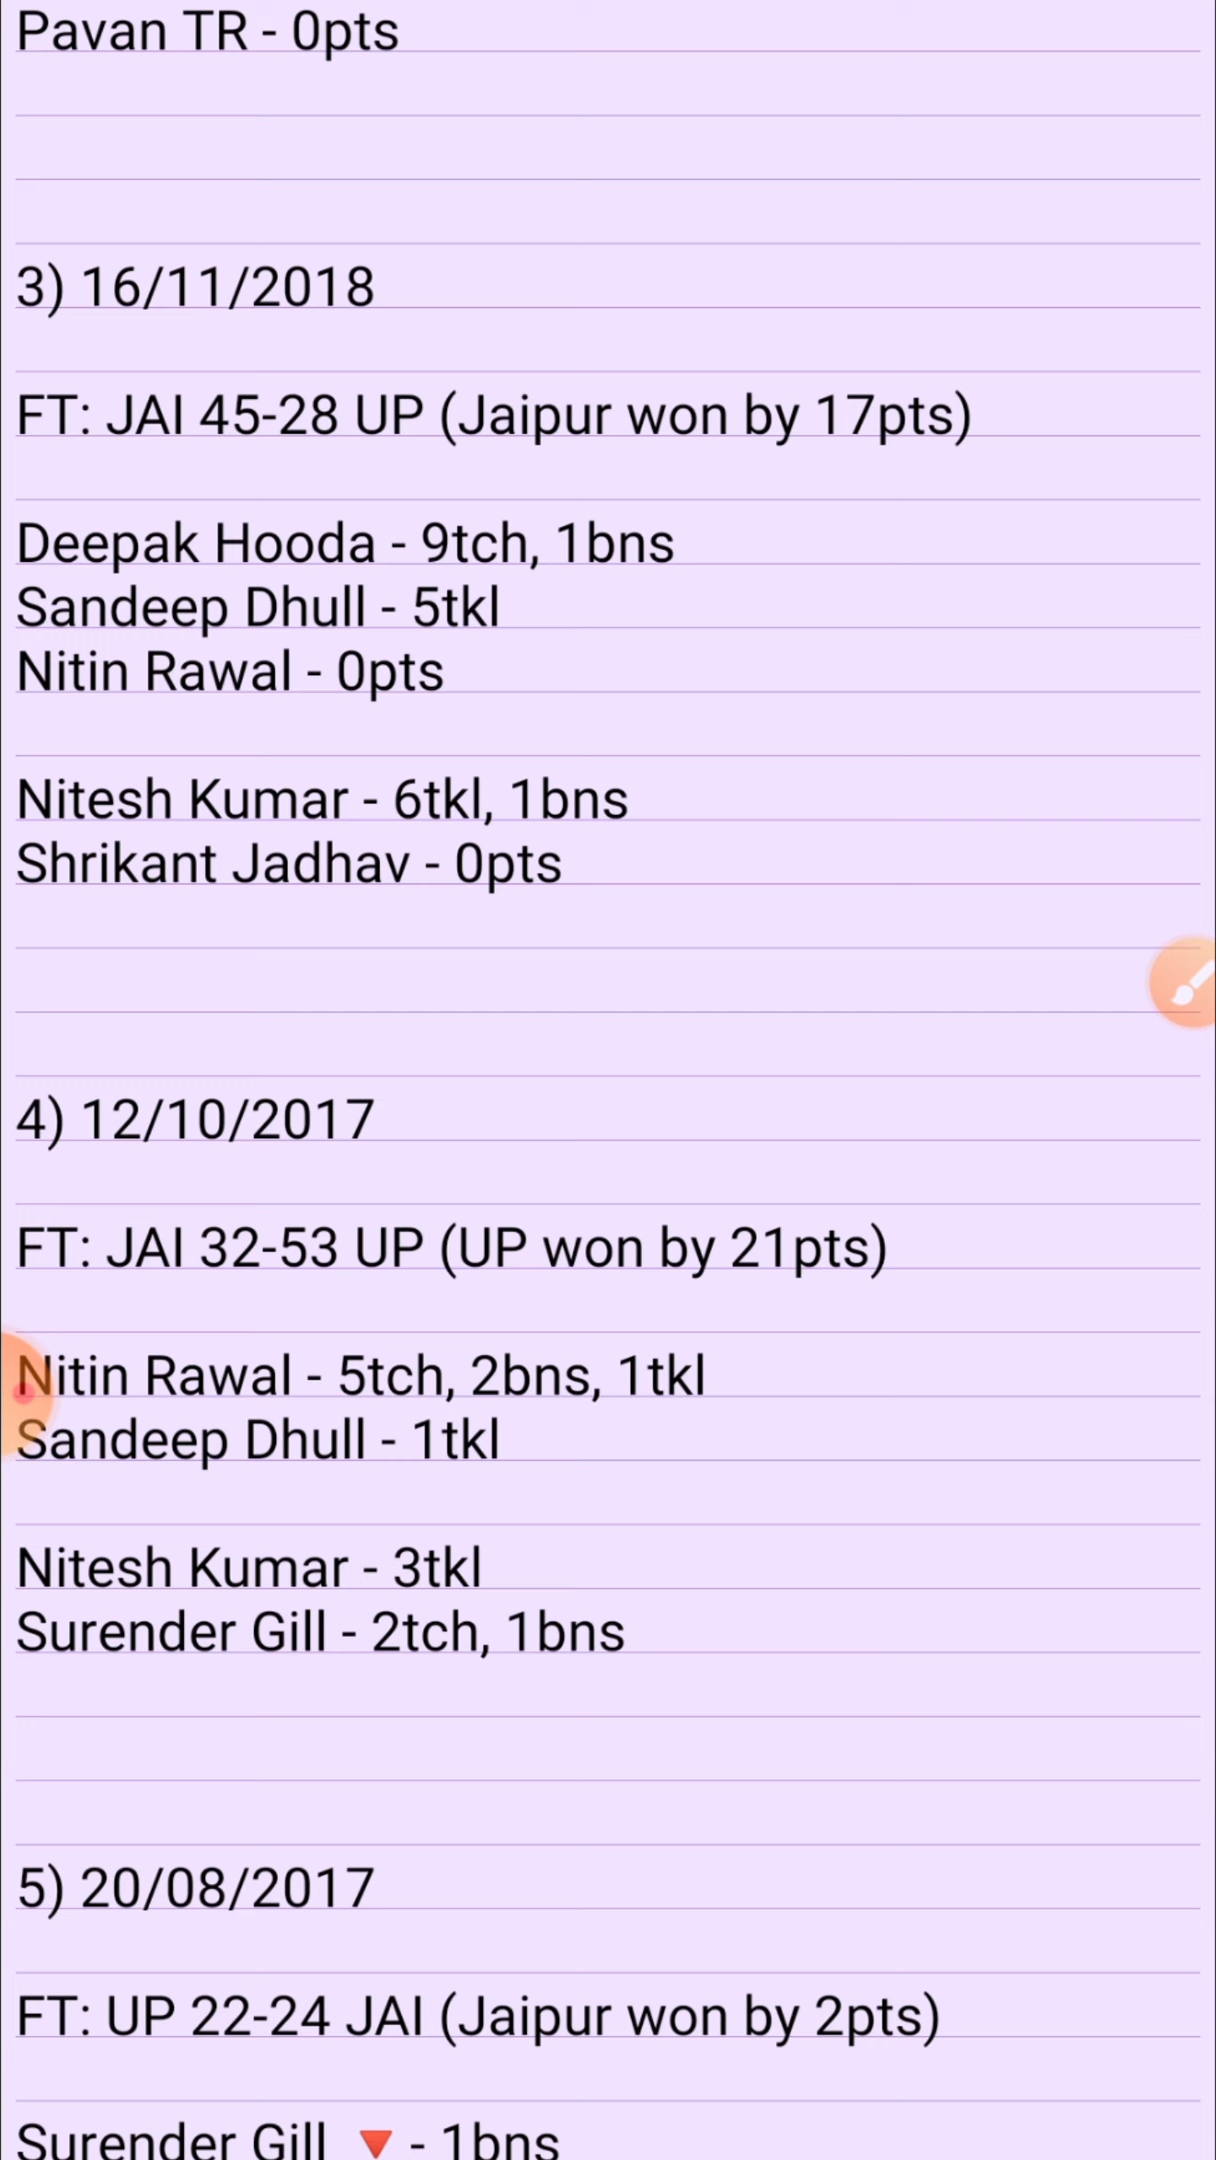 Pavan TR - 0pts
3) 16/11/2018
FT: JAI 45-28 UP (Jaipur won by 17pts)
Deepak Hooda - 9tch, 1bns
Sandeep Dhull - 5tkl
Nitin Rawal - 0pts
Nitesh Kumar - 6tkl, 1bns
Shrikant Jadhav - 0pts
4) 12/10/2017
FT: JAI 32-53 UP (UP won by 21pts)
Nitin Rawal - 5tch, 2bns, 1tkl
Sandeep Dhull - 1tkl
Nitesh Kumar - 3tkl
Surender Gill - 2tch, 1bns
5) 20/08/2017
FT: UP 22-24 JAI (Jaipur won by 2pts)
Surender Gill 🔻 - 1bns